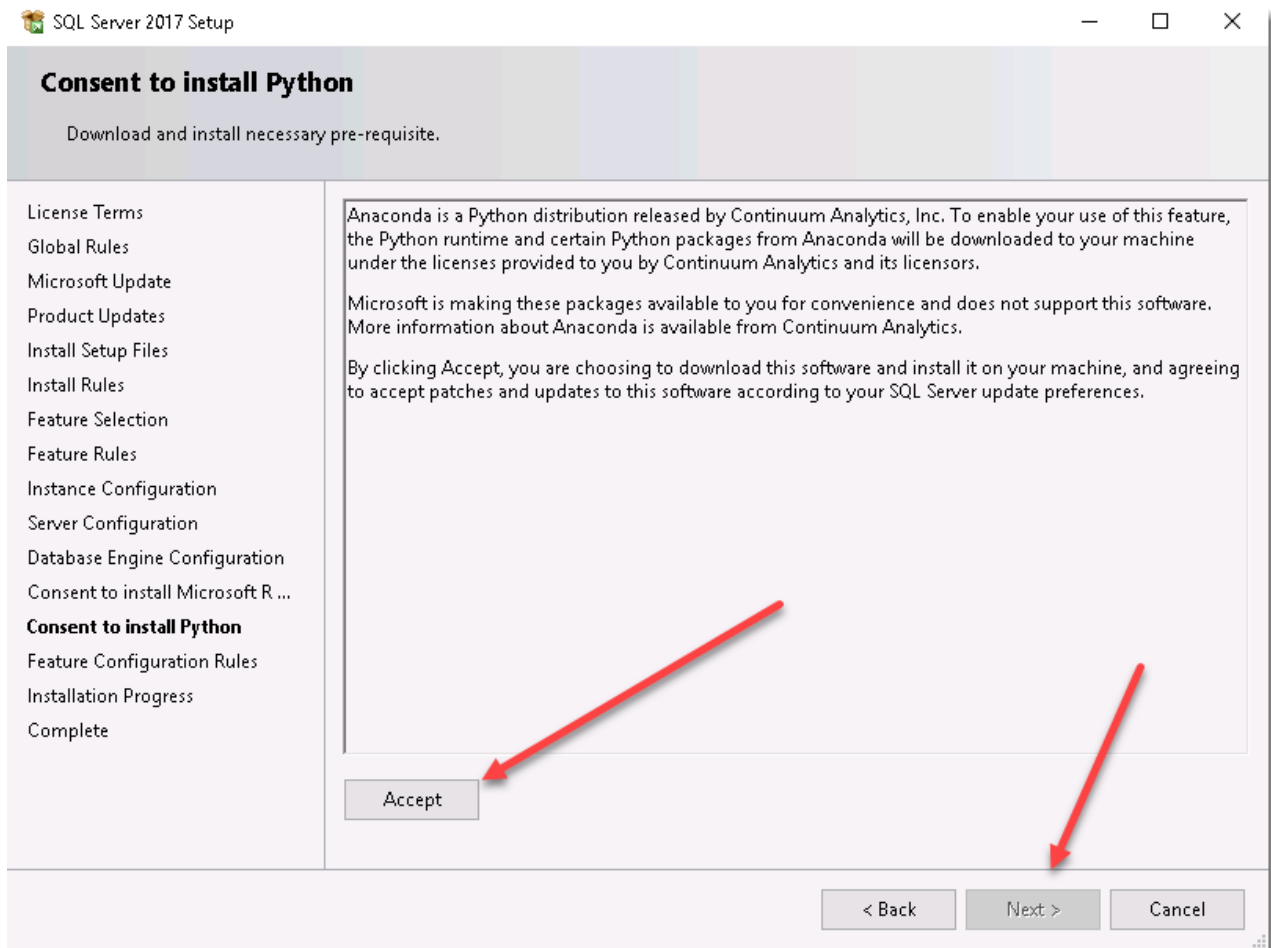 SQL Server 2017 Setup
Consent to install Python
Download and install necessary pre-requisite.
License Terms
Global Rules
Microsoft Update
Product Updates
Install Setup Files
Install Rules
Feature Selection
Feature Rules
Instance Configuration
Server Configuration
Database Engine Configuration
Consent to install Microsoft R ...
Consent to install Python
Feature Configuration Rules
Installation Progress
Complete
Anaconda is a Python distribution released by Continuum Analytics, Inc. To enable your use of this feature,
the Python runtime and certain Python packages from Anaconda will be downloaded to your machine
under the licenses provided to you by Continuum Analytics and its licensors.
Microsoft is making these packages available to you for convenience and does not support this software.
More information about Anaconda is available from Continuum Analytics.
By clicking Accept, you are choosing to download this software and install it on your machine, and agreeing
to accept patches and updates to this software according to your SQL Server update preferences.
Accept
< Back
Next >
Cancel